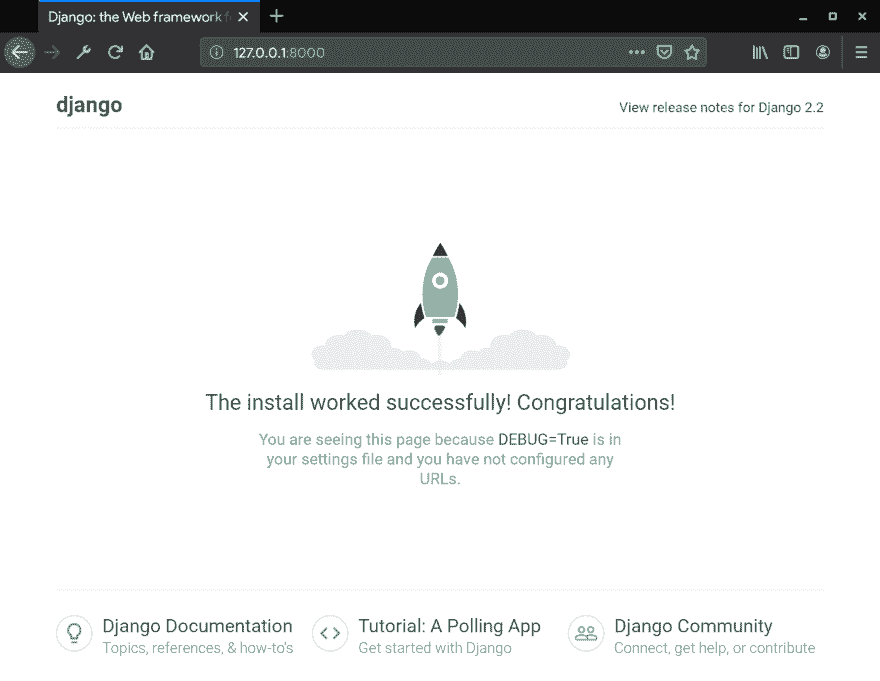 Django: the Web framework f
127.0.0.1:8000
django
View release notes for Django 2.2
The install worked successfully! Congratulations!
You are seeing this page because DEBUG=True is in
your settings file and you have not configured any
URLs.
Django Documentation
Topics, references, & how-to's
Tutorial: A Polling App
Get started with Django
Django Community
Connect, get help, or contribute